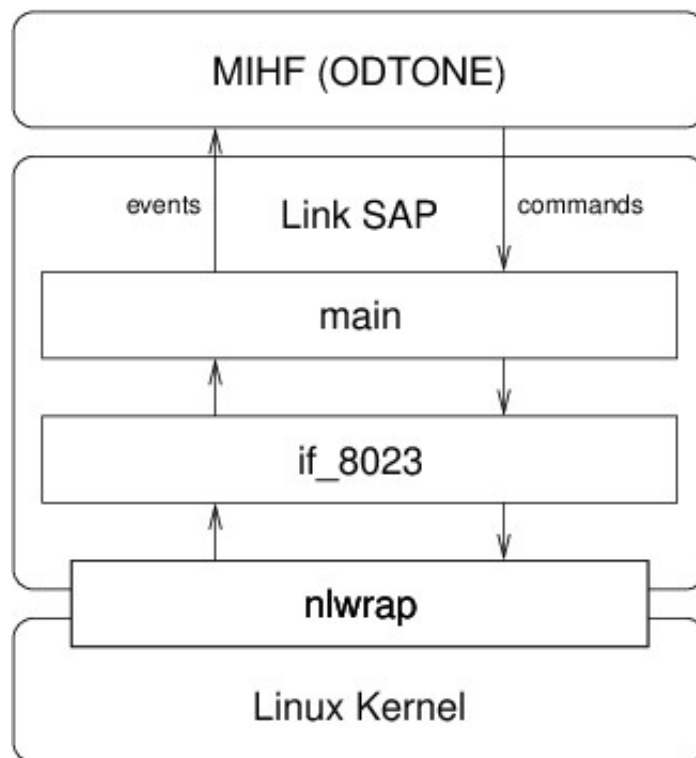 MIHF (ODTONE)
events
Link SAP
commands
main
if_8023
nlwrap
Linux Kernel